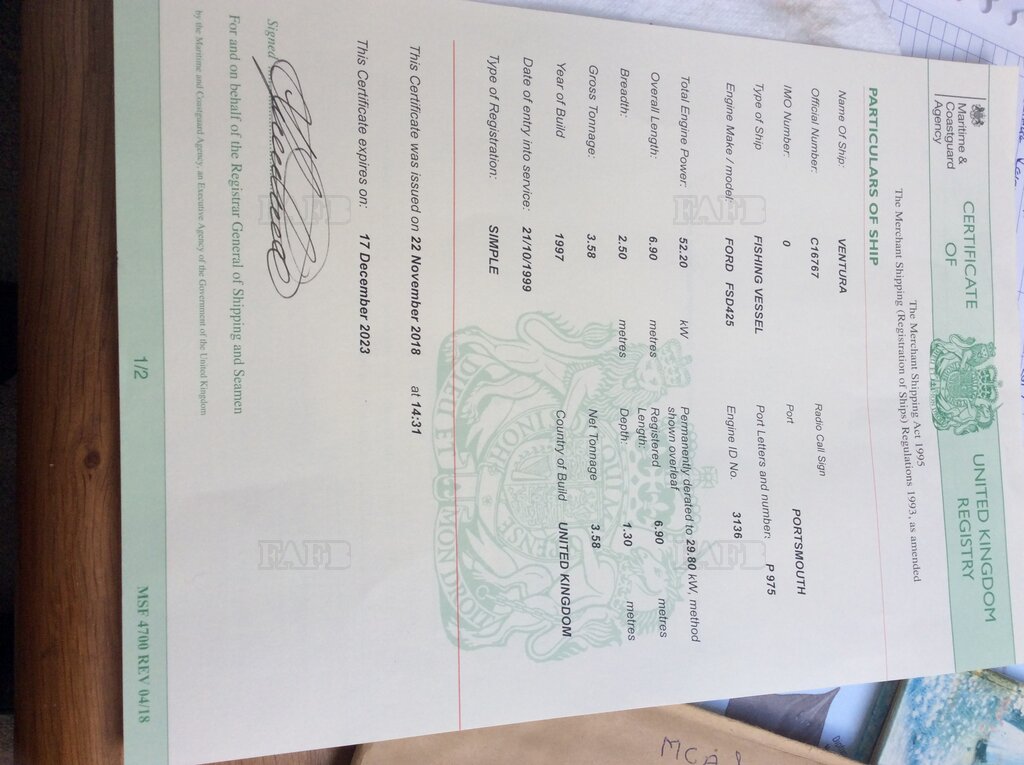 Maritime &
Coastguard
Agency
CERTIFICATE
OF
UNITED KINGDOM
REGISTRY
The Merchant Shipping Act 1995
The Merchant Shipping (Registration of Ships) Regulations 1993, as amended
PARTICULARS OF SHIP
Name Of Ship: VENTURA
Official Number: C16767 Radio Call Sign
IMO Number: 0 Port PORTSMOUTH
Type of Ship FISHING VESSEL Port Letters and number: P 975
Engine Make / model: FORD FSD425 Engine ID No. 3136
Total Engine Power: 52.20 kW Permanently derated to 29.80 kW, method
shown overleaf
Overall Length: 6.90 metres Registered
Length: 6.90 metres
Breadth: 2.50 metres Depth: 1.30 metres
Gross Tonnage: 3.58 Net Tonnage 3.58
Year of Build 1997 Country of Build UNITED KINGDOM
Date of entry into service: 21/10/1999
Type of Registration: SIMPLE
This Certificate was issued on 22 November 2018 at 14:31
This Certificate expires on: 17 December 2023
Signed
For and on behalf of the Registrar General of Shipping and Seamen
by the Maritime and Coastguard Agency, an Executive Agency of the Government of the United Kingdom
1/2
MSF 4700 REV 04/18
FAFB
FAFB
FAFB
FAFB
MCA